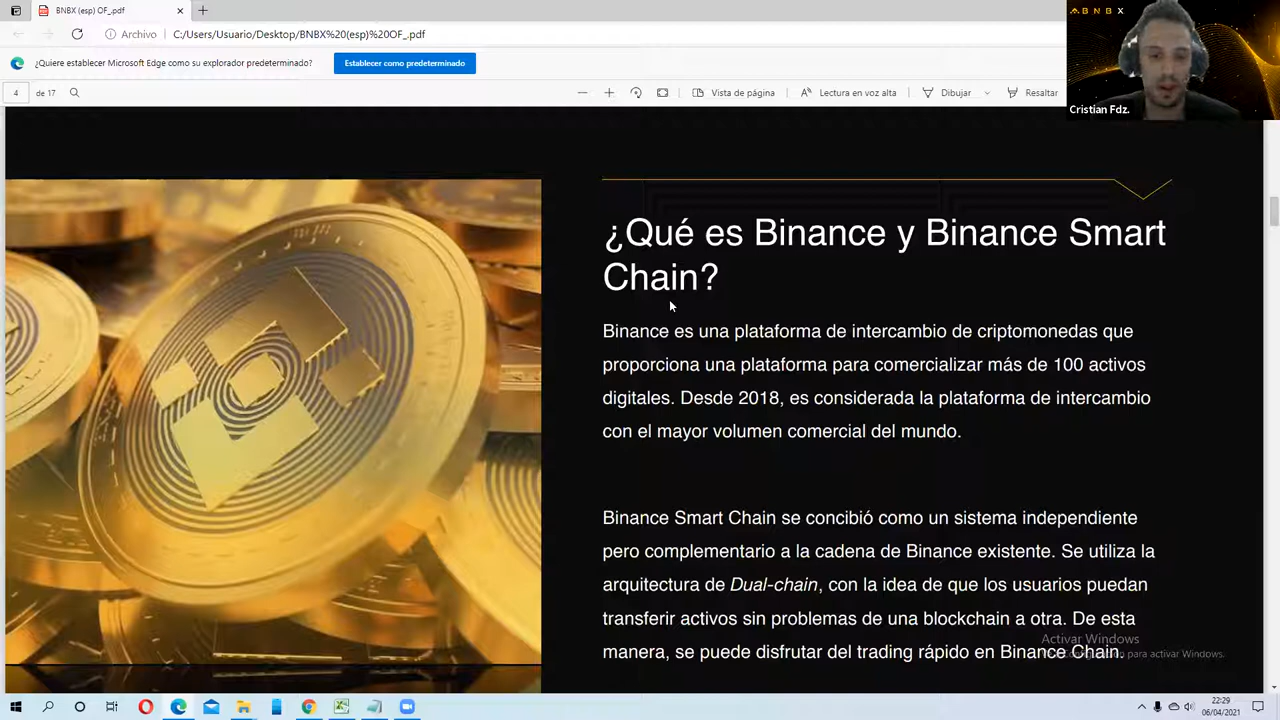 BNBX (esp) OF_.pdf
Archivo C:/Users/Usuario/Desktop/BNBX%20(esp)%20OF_.pdf
¿Quiere establecer Microsoft Edge como su explorador predeterminado? Establecer como predeterminado
4 de 17 Vista de página Lectura en voz alta Dibujar Resaltar
B N B X
Cristian Fdz.
¿Qué es Binance y Binance Smart
Chain?
Binance es una plataforma de intercambio de criptomonedas que
proporciona una plataforma para comercializar más de 100 activos
digitales. Desde 2018, es considerada la plataforma de intercambio
con el mayor volumen comercial del mundo.
Binance Smart Chain se concibió como un sistema independiente
pero complementario a la cadena de Binance existente. Se utiliza la
arquitectura de Dual-chain, con la idea de que los usuarios puedan
transferir activos sin problemas de una blockchain a otra. De esta
manera, se puede disfrutar del trading rápido en Binance Chain.
Activar Windows
para activar Windows.
22:29
06/04/2021